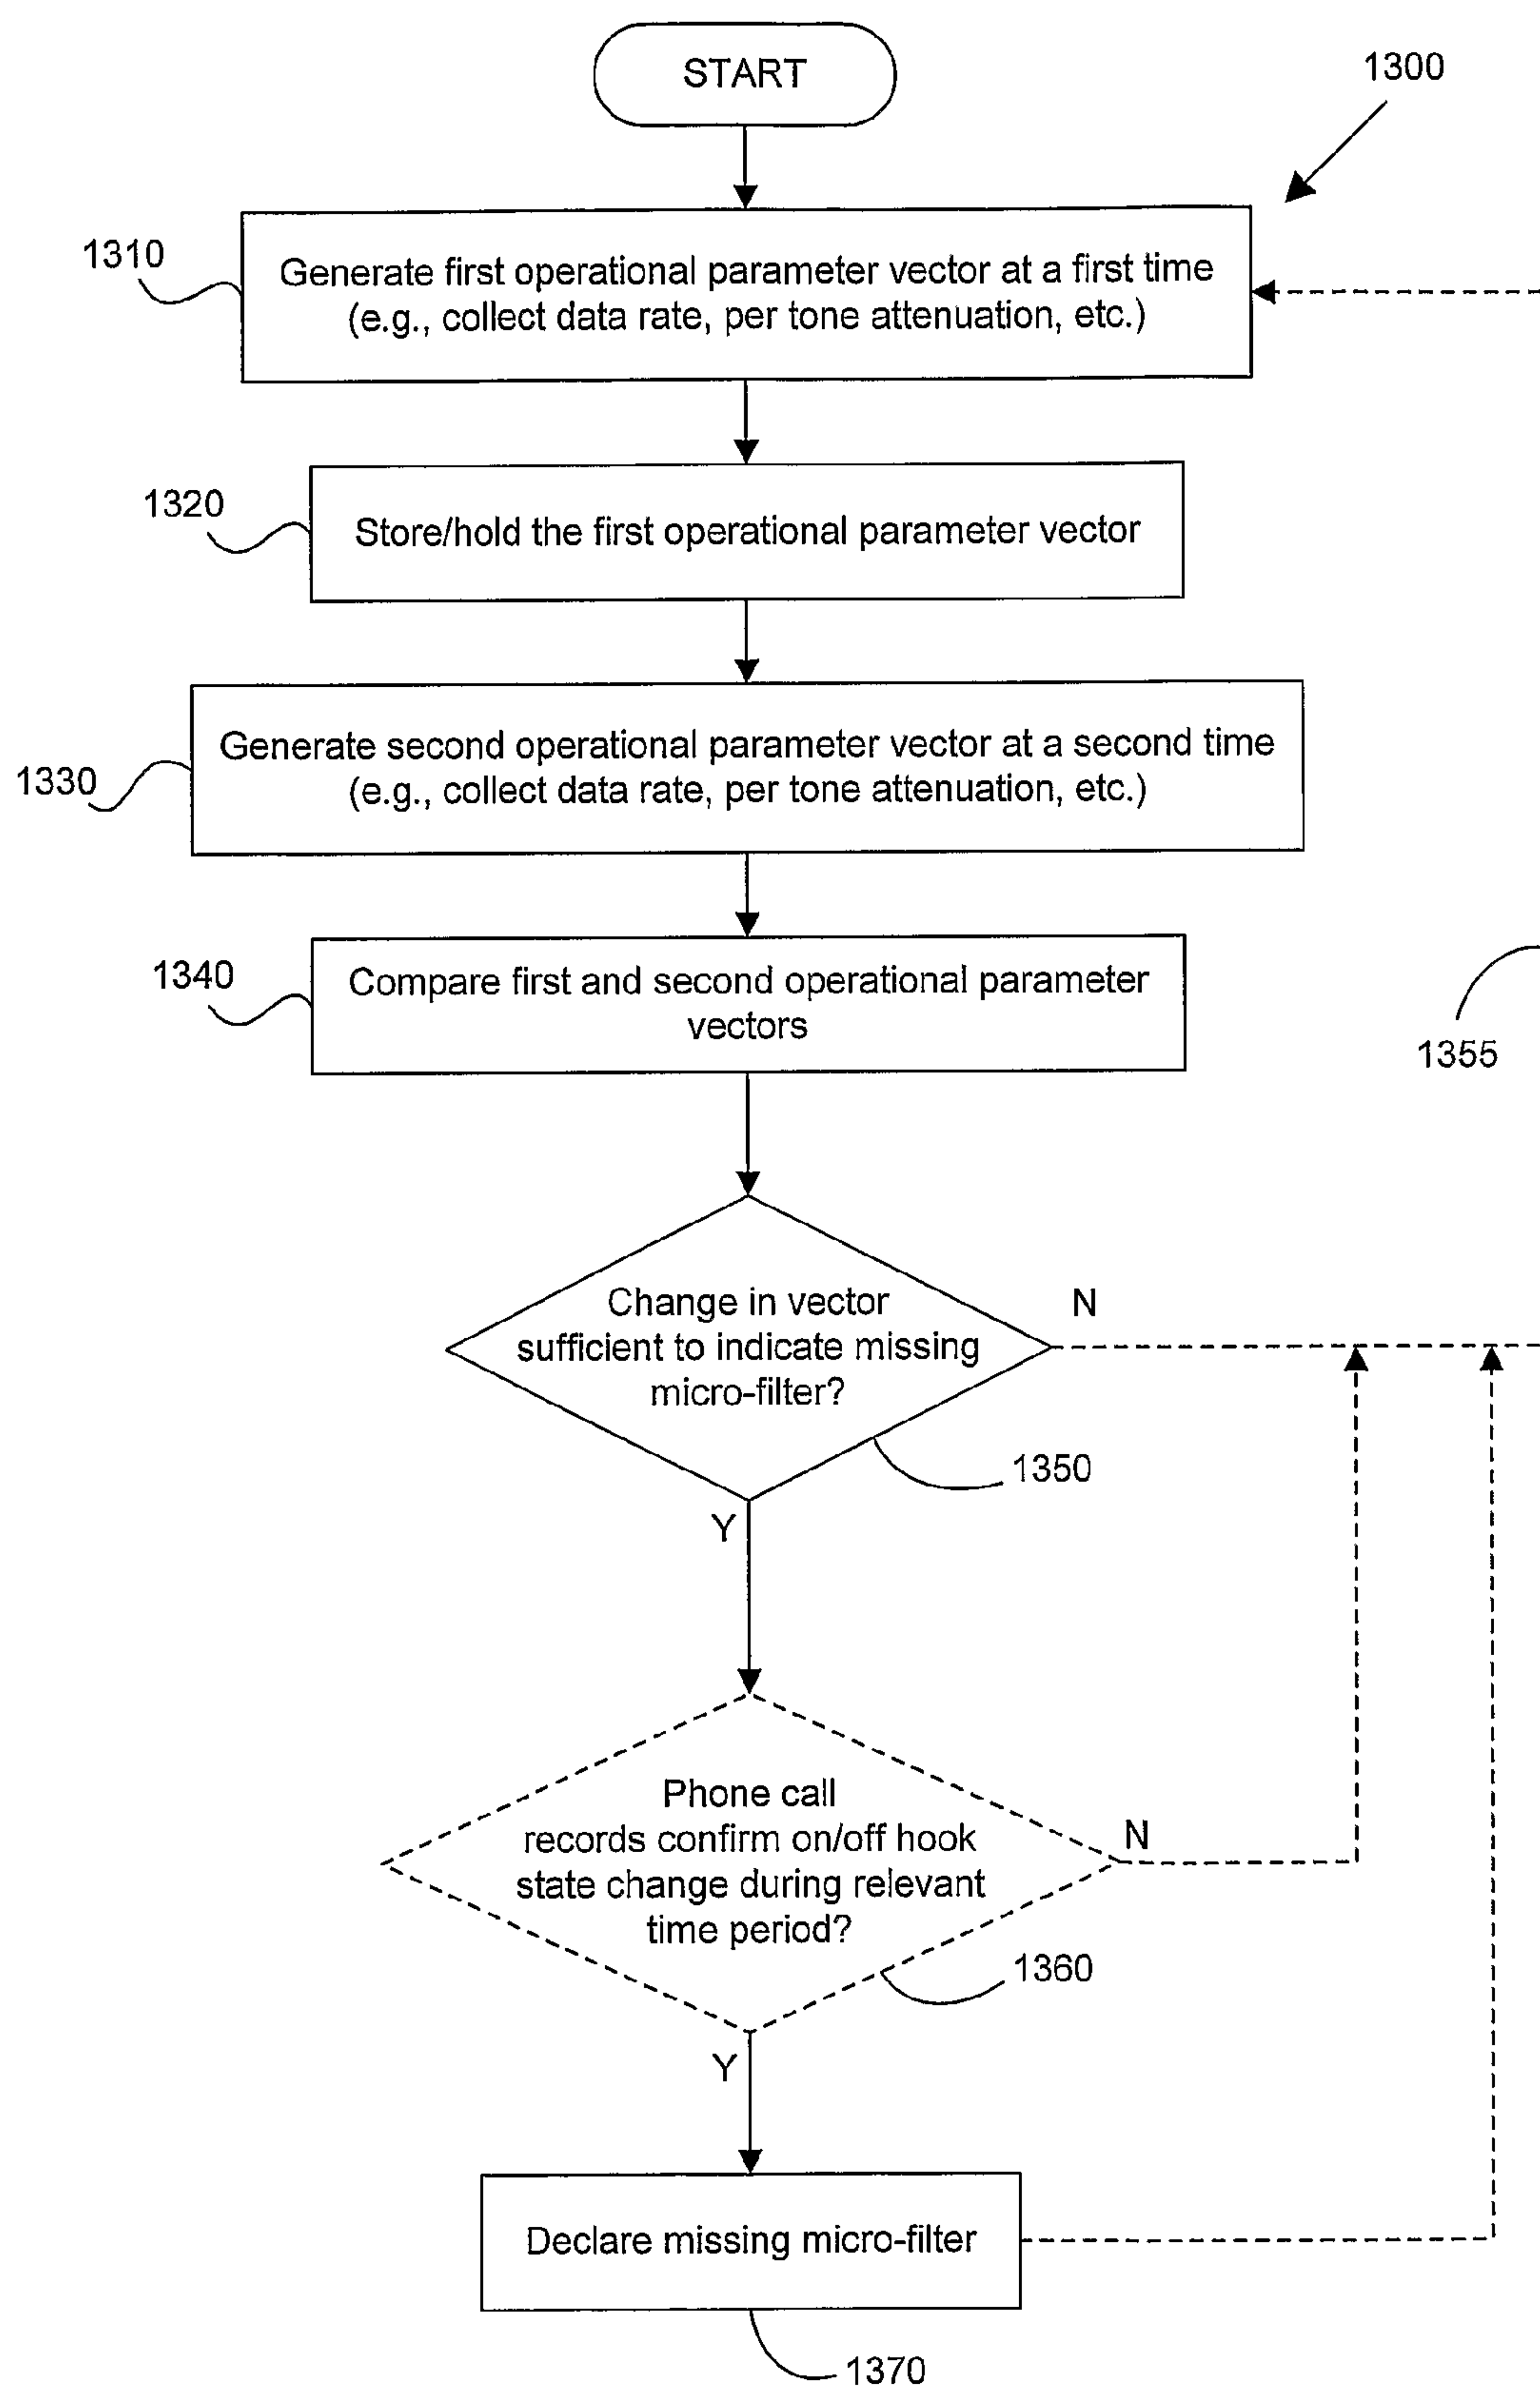 START
1300
1310
Generate first operational parameter vector at a first time
(e.g., collect data rate, per tone attenuation, etc.)
1320
Store/hold the first operational parameter vector
1330
Generate second operational parameter vector at a second time
(e.g., collect data rate, per tone attenuation, etc.)
1340
Compare first and second operational parameter
vectors
1355
Change in vector
sufficient to indicate missing
micro-filter?
N
1350
Y
Phone call
records confirm on/off hook
state change during relevant
time period?
N
1360
Y
Declare missing micro-filter
1370